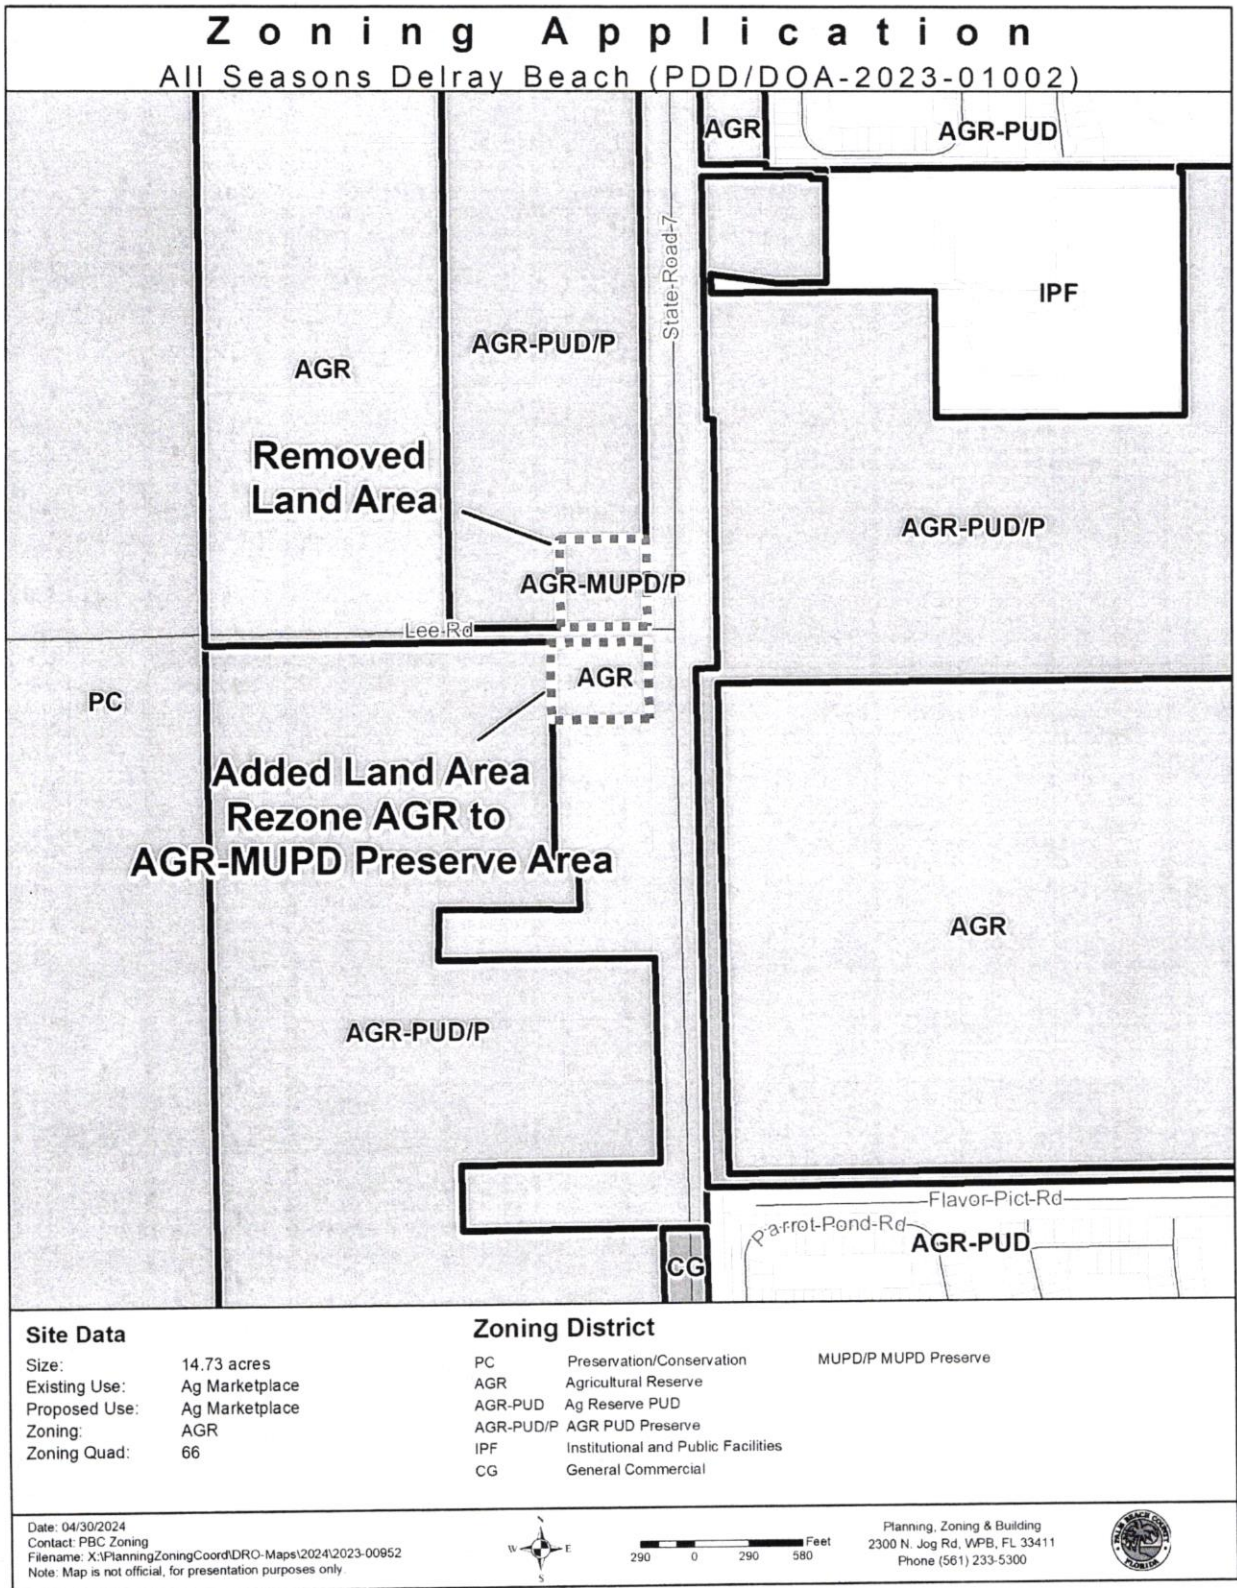 Zoning Application
All Seasons Delray Beach (PDD/DOA-2023-01002)
AGR
AGR-PUD
State-Road-7
IPF
AGR-PUD/P
AGR
Removed
Land Area
AGR-PUD/P
AGR-MUPD/P
Lee-Rd
AGR
PC
Added Land Area
Rezone AGR to
AGR-MUPD Preserve Area
AGR
AGR-PUD/P
Flavor-Pict-Rd
Parrot-Pond-Rd
AGR-PUD
CG
Site Data
Size: 14.73 acres
Existing Use: Ag Marketplace
Proposed Use: Ag Marketplace
Zoning: AGR
Zoning Quad: 66
Zoning District
PC Preservation/Conservation MUPD/P MUPD Preserve
AGR Agricultural Reserve
AGR-PUD Ag Reserve PUD
AGR-PUD/P AGR PUD Preserve
IPF Institutional and Public Facilities
CG General Commercial
Date: 04/30/2024
Contact: PBC Zoning
Filename: X:\PlanningZoningCoord\DRO-Maps\2024\2023-00952
Note: Map is not official, for presentation purposes only.
W E
S
Feet
290 0 290 580
Planning, Zoning & Building
2300 N. Jog Rd, WPB, FL 33411
Phone (561) 233-5300
PALM BEACH COUNTY
FLORIDA